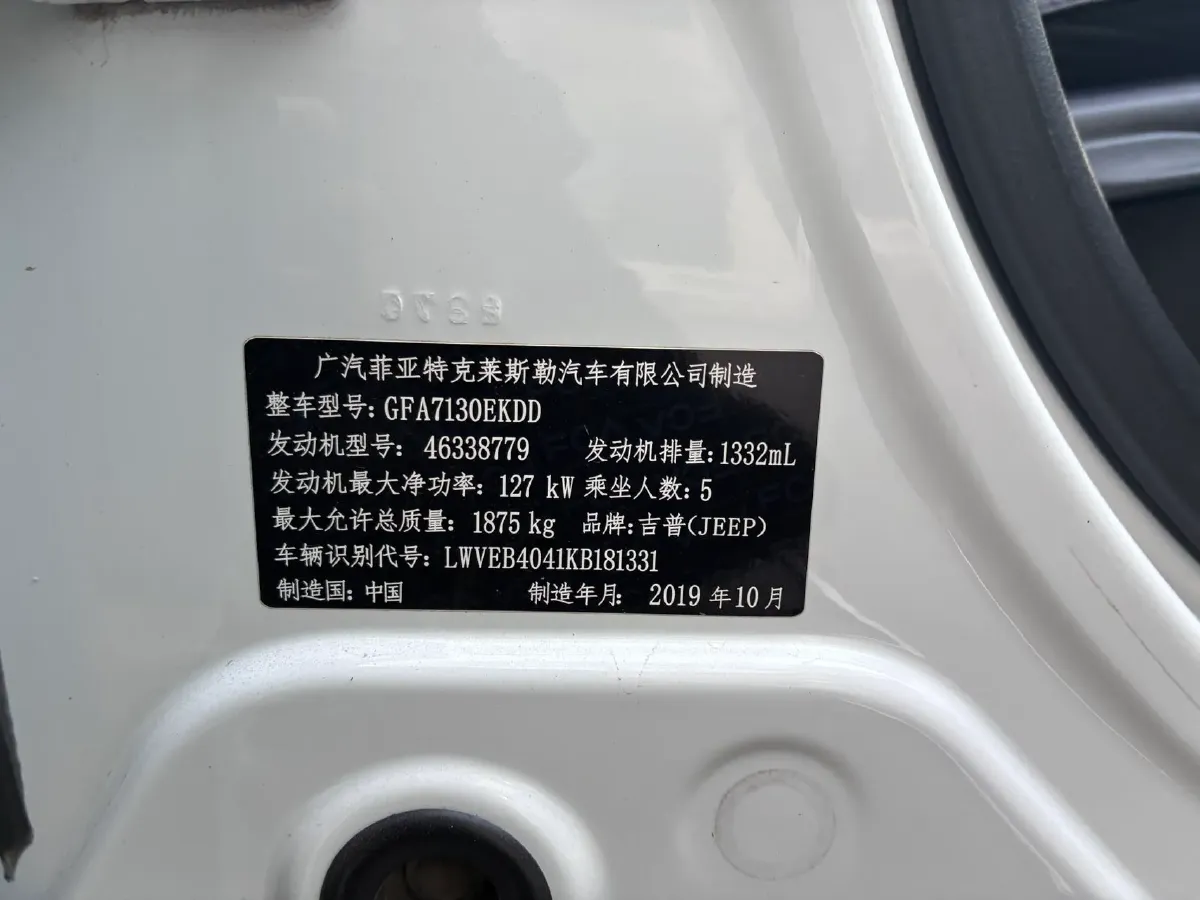 广汽菲亚特克莱斯勒汽车有限公司制造
整车型号: GFA7130EKDD
发动机型号: 46338779 发动机排量: 1332mL
发动机最大净功率: 127 kW 乘坐人数: 5
最大允许总质量: 1875 kg 品牌: 吉普(JEEP)
车辆识别代号: LWVEB4041KB181331
制造国: 中国 制造年月: 2019 年 10 月